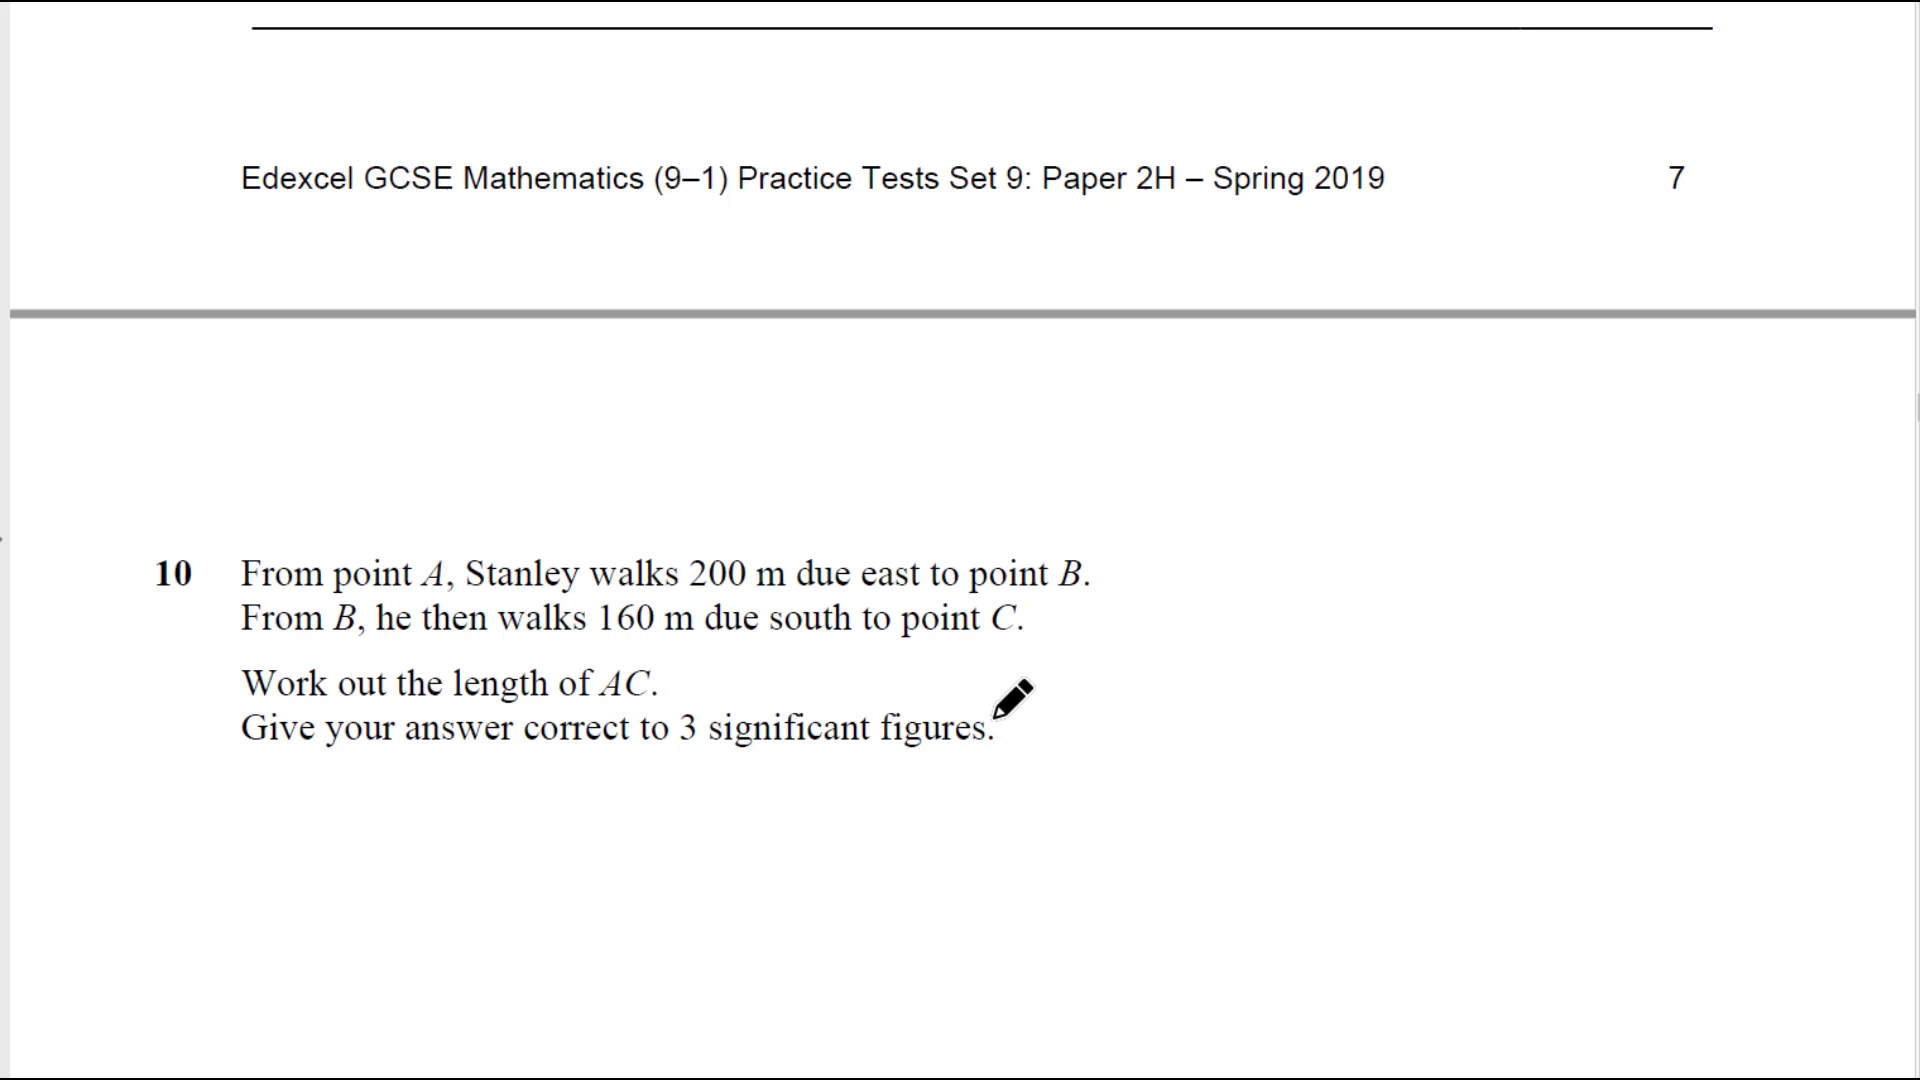 Edexcel GCSE Mathematics (9–1) Practice Tests Set 9: Paper 2H – Spring 2019 7
10 From point A, Stanley walks 200 m due east to point B.
From B, he then walks 160 m due south to point C.
Work out the length of AC.
Give your answer correct to 3 significant figures.